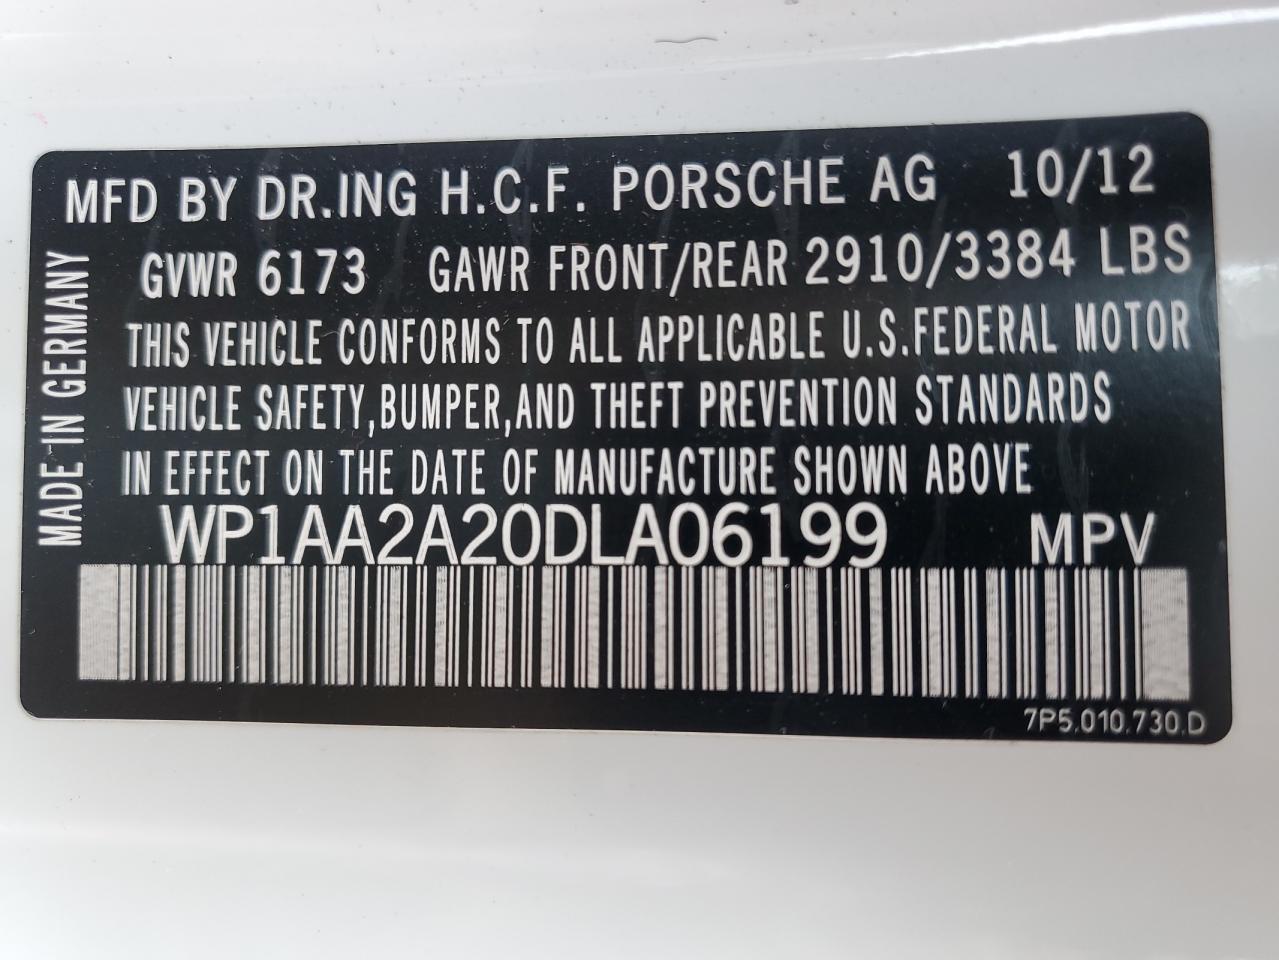 MFD BY DR.ING H.C.F. PORSCHE AG 10/12
GVWR 6173 GAWR FRONT/REAR 2910/3384 LBS
THIS VEHICLE CONFORMS TO ALL APPLICABLE U.S.FEDERAL MOTOR
VEHICLE SAFETY,BUMPER,AND THEFT PREVENTION STANDARDS
IN EFFECT ON THE DATE OF MANUFACTURE SHOWN ABOVE
WP1AA2A20DLA06199 MPV
MADE IN GERMANY
7P5.010.730.D